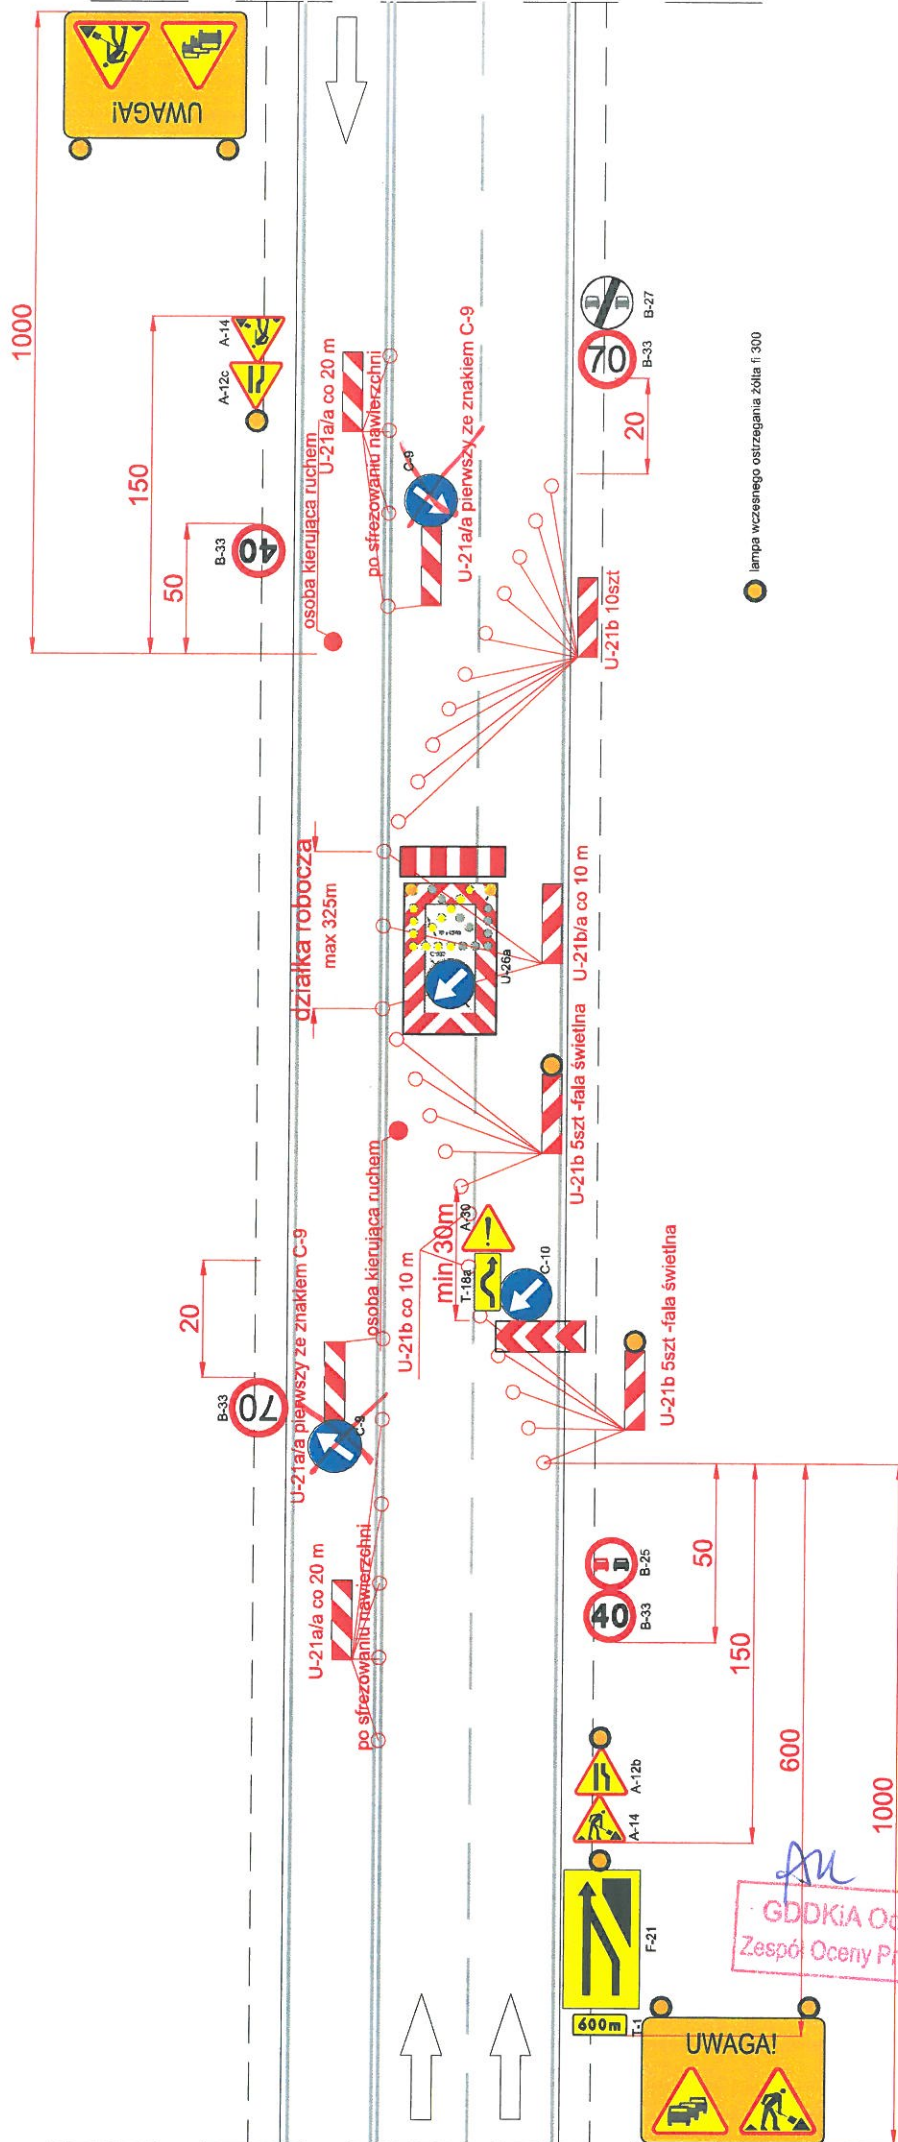 UWAGA!
1000
150
50
A-14
A-12c
B-33
40
osoba kierująca ruchem
U-21a/a co 20 m
po sfrezowaniu nawierzchni
C-9
U-21a/a pierwszy ze znakiem C-9
B-27
70
B-33
20
U-21b 10szt
lampa wczesnego ostrzegania żółta fi 300
działka robocza
max 325m
U-26a
U-21b/a co 10 m
U-21b 5szt -fala świetlna
osoba kierująca ruchem
U-21b co 10 m
min 30m
A-30
T-18a
C-10
U-21b 5szt -fala świetlna
20
B-33
70
U-21a/a pierwszy ze znakiem C-9
C-9
U-21a/a co 20 m
po sfrezowaniu nawierzchni
B-25
40
B-33
50
150
600
1000
A-12b
A-14
F-21
600m
T-1
UWAGA!
GDDKiA
Zespół Oceny